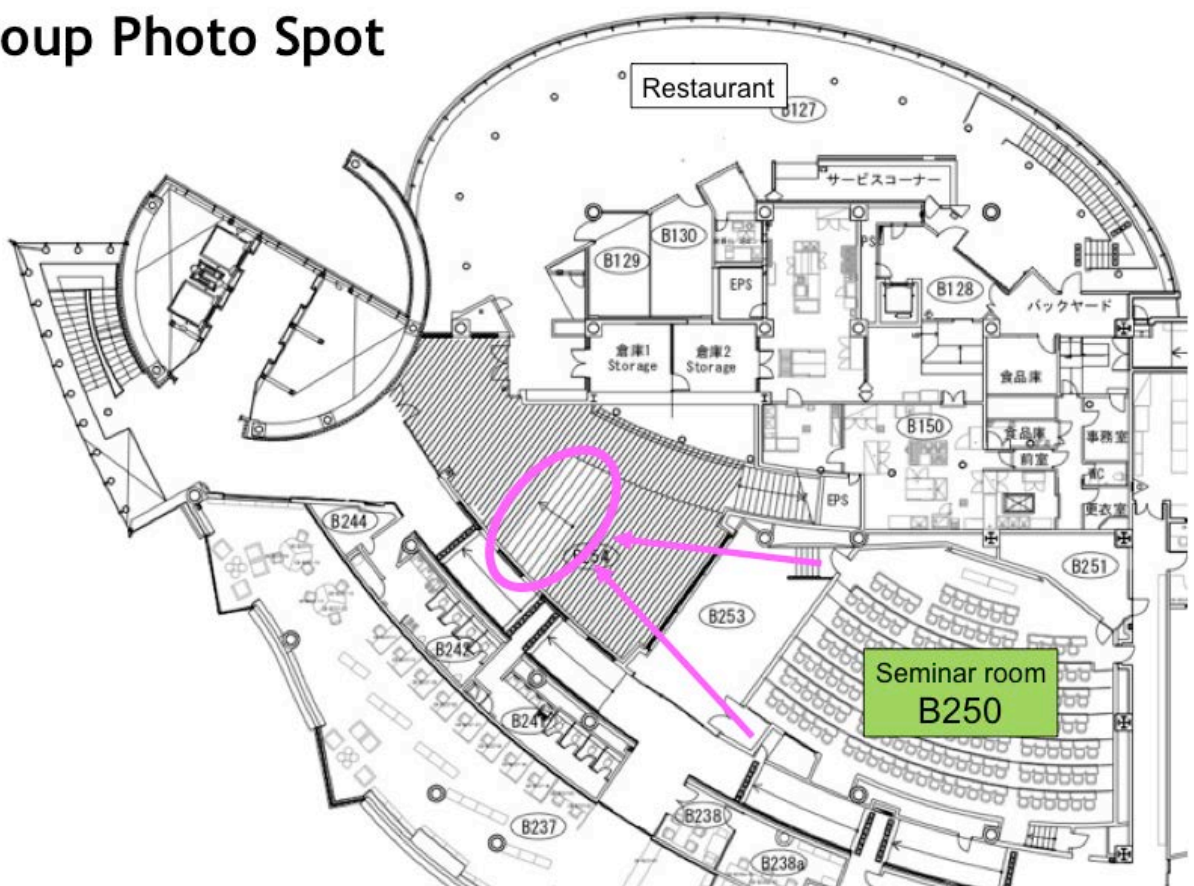 oup Photo Spot
Restaurant
B127
サービスコーナー
B130
B129
EPS
PS
B128
バックヤード
倉庫1
Storage
倉庫2
Storage
食品庫
B150
食品庫
事務室
前室
WC
EPS
更衣室
B244
B251
B253
B242
Seminar room
B250
B241
B237
B238
B238a